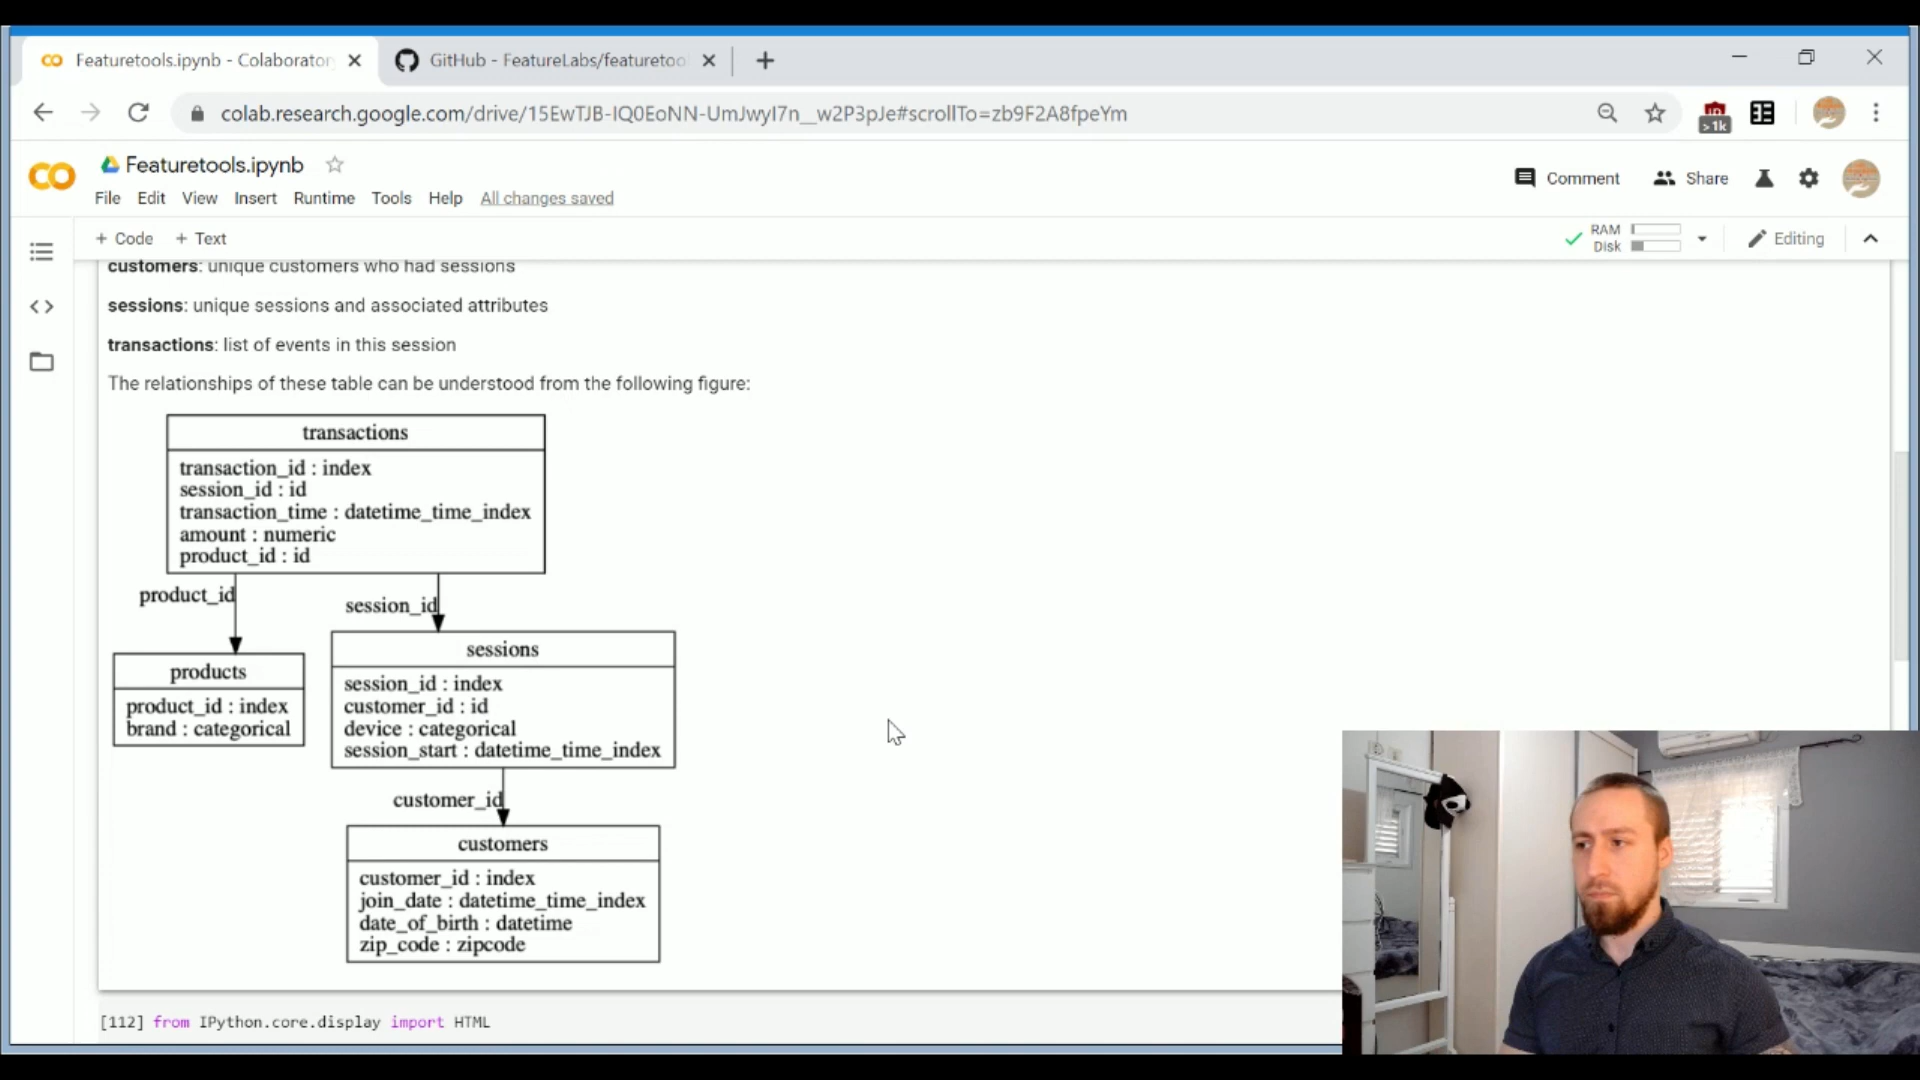 Featuretools.ipynb - Colaborator
GitHub - FeatureLabs/featuretoo
colab.research.google.com/drive/15EwTJB-IQ0EoNN-UmJwyI7n__w2P3pJe#scrollTo=zb9F2A8fpeYm
>1k
Featuretools.ipynb
Comment
Share
File Edit View Insert Runtime Tools Help All changes saved
+ Code + Text
RAM
Disk
Editing
customers: unique customers who had sessions
sessions: unique sessions and associated attributes
transactions: list of events in this session
The relationships of these table can be understood from the following figure:
transactions
transaction_id : index
session_id : id
transaction_time : datetime_time_index
amount : numeric
product_id : id
product_id
session_id
products
product_id : index
brand : categorical
sessions
session_id : index
customer_id : id
device : categorical
session_start : datetime_time_index
customer_id
customers
customer_id : index
join_date : datetime_time_index
date_of_birth : datetime
zip_code : zipcode
[112] from IPython.core.display import HTML